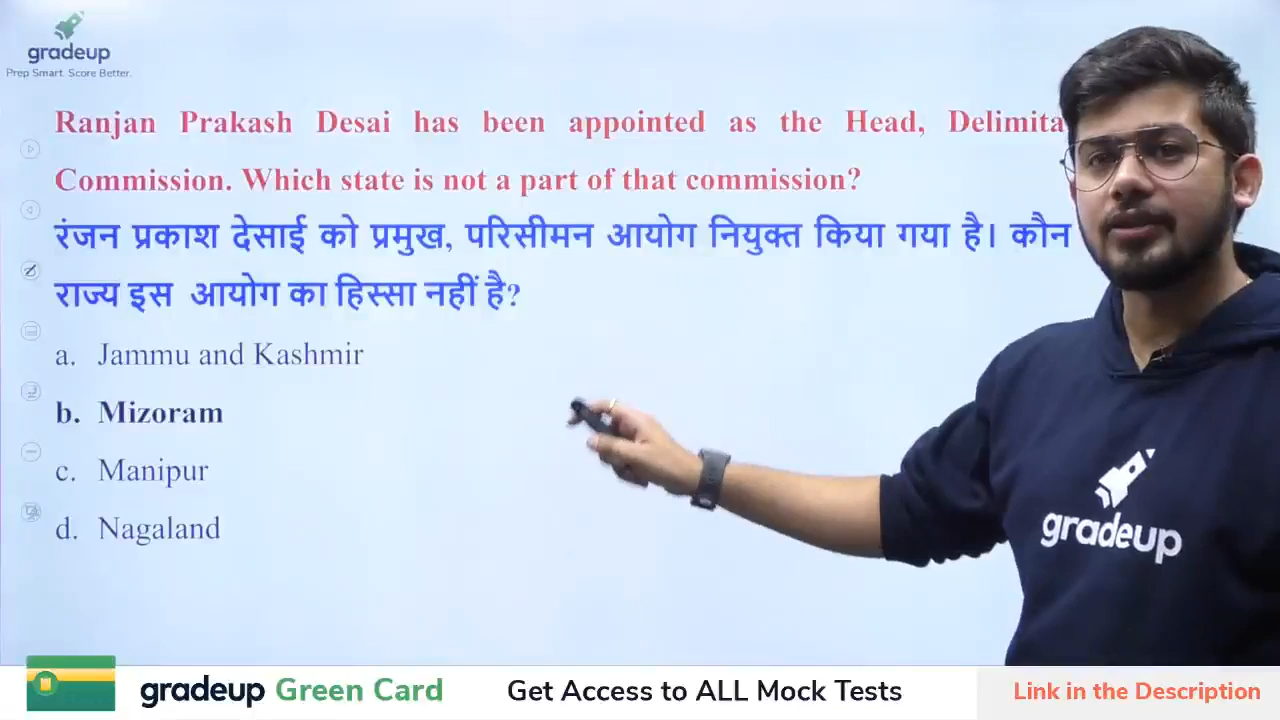 gradeup
Prep Smart. Score Better.
Ranjan Prakash Desai has been appointed as the Head, Delimita
Commission. Which state is not a part of that commission?
रंजन प्रकाश देसाई को प्रमुख, परिसीमन आयोग नियुक्त किया गया है। कौन
राज्य इस आयोग का हिस्सा नहीं है?
a. Jammu and Kashmir
b. Mizoram
c. Manipur
d. Nagaland
gradeup
gradeup Green Card Get Access to ALL Mock Tests Link in the Description